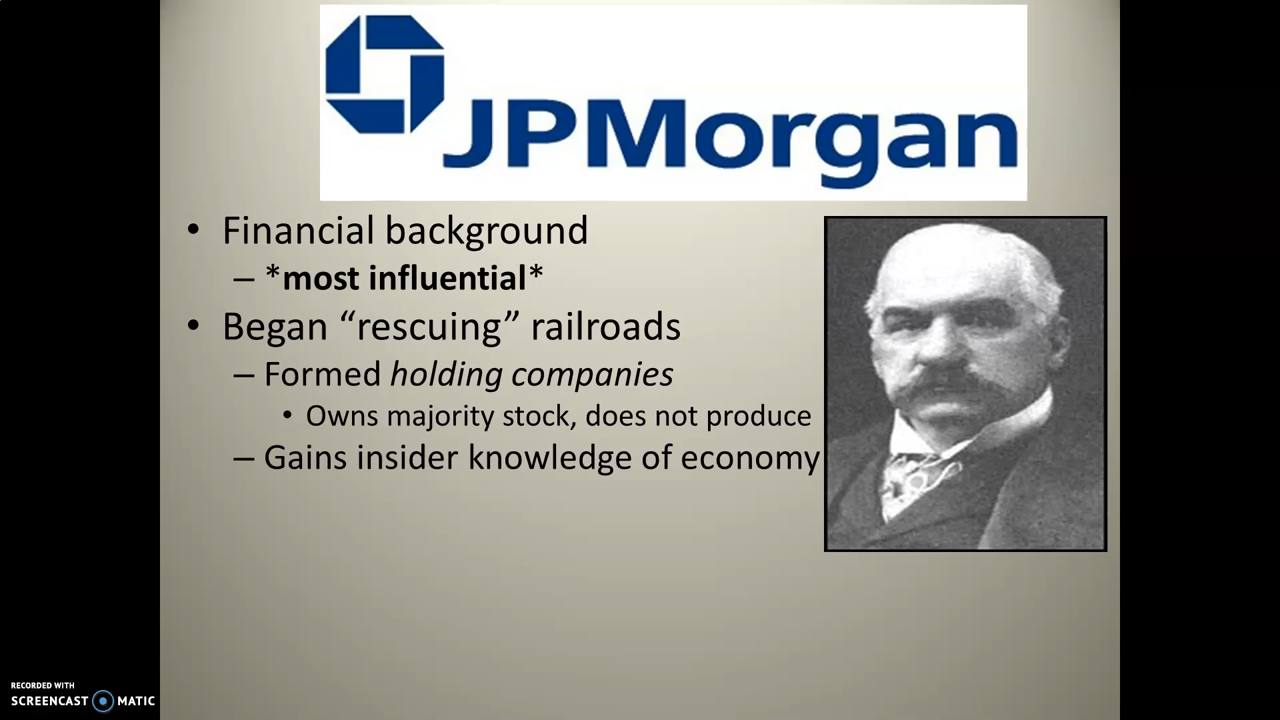 JPMorgan
• Financial background
– *most influential*
• Began “rescuing” railroads
– Formed holding companies
• Owns majority stock, does not produce
– Gains insider knowledge of economy
RECORDED WITH
SCREENCAST MATIC